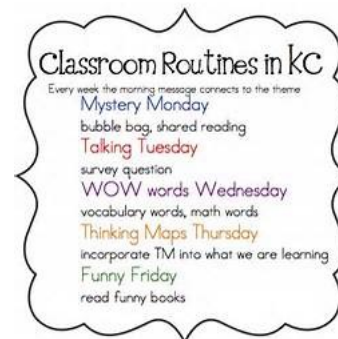 Classroom Routines in KC
Every week the morning message connects to the theme
Mystery Monday
bubble bag, shared reading
Talking Tuesday
survey question
WOW words Wednesday
vocabulary words, math words
Thinking Maps Thursday
incorporate TM into what we are learning
Funny Friday
read funny books